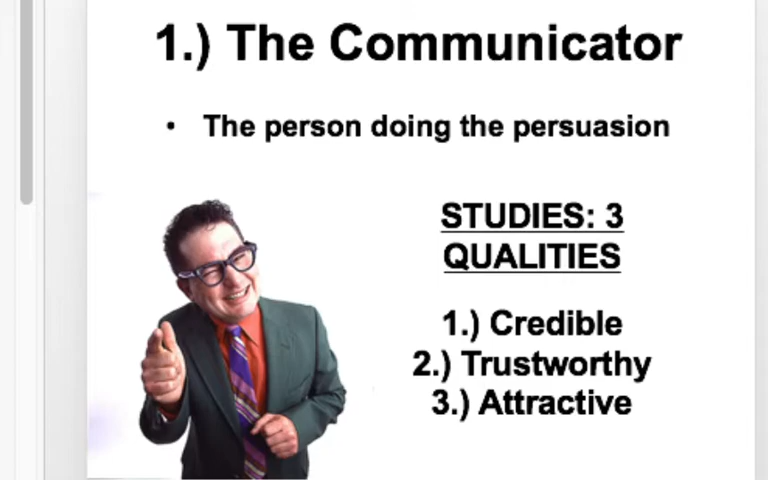 1.) The Communicator
• The person doing the persuasion
STUDIES: 3
QUALITIES
1.) Credible
2.) Trustworthy
3.) Attractive